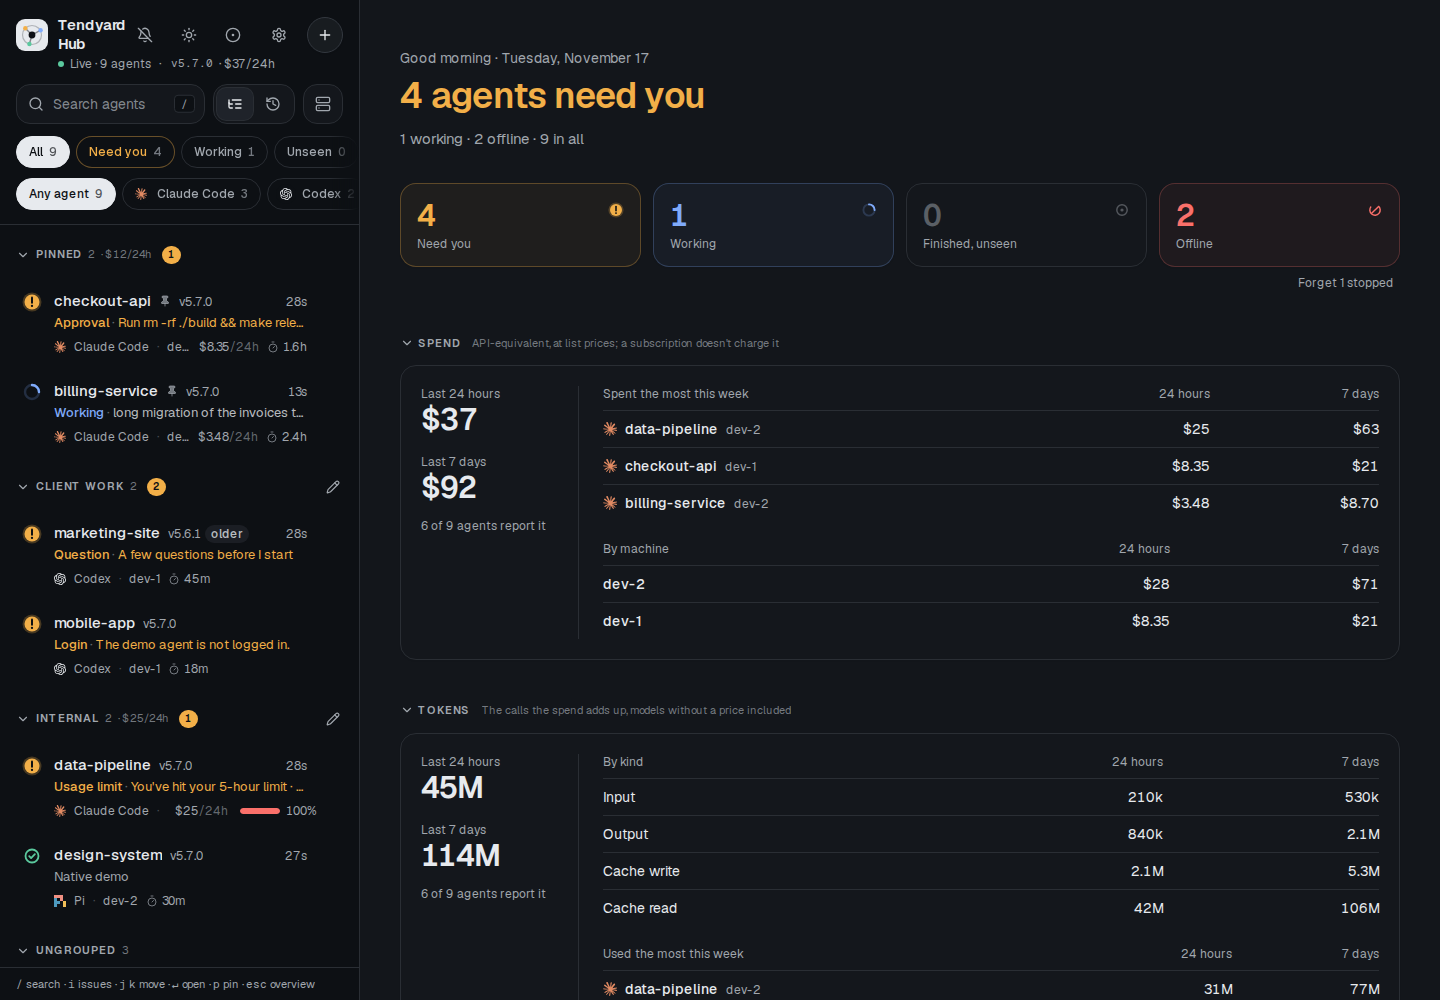 Tendyard Hub
Live · 9 agents · v5.7.0 · $37/24h
Search agents /
All 9 Need you 4 Working 1 Unseen 0
Any agent 9 Claude Code 3 Codex 2
PINNED 2 · $12/24h 1
checkout-api v5.7.0 28s
Approval · Run rm -rf ./build && make rele…
Claude Code · de… $8.35/24h 1.6h
billing-service v5.7.0 13s
Working · long migration of the invoices t…
Claude Code · de… $3.48/24h 2.4h
CLIENT WORK 2 2
marketing-site v5.6.1 older 28s
Question · A few questions before I start
Codex · dev-1 45m
mobile-app v5.7.0
Login · The demo agent is not logged in.
Codex · dev-1 18m
INTERNAL 2 · $25/24h 1
data-pipeline v5.7.0 28s
Usage limit · You've hit your 5-hour limit · …
Claude Code · $25/24h 100%
design-system v5.7.0 27s
Native demo
Pi · dev-2 30m
UNGROUPED 3
/ search · i issues · j k move · ↵ open · p pin · esc overview
Good morning · Tuesday, November 17
4 agents need you
1 working · 2 offline · 9 in all
4 Need you
1 Working
0 Finished, unseen
2 Offline
Forget 1 stopped
SPEND API-equivalent, at list prices; a subscription doesn't charge it
Last 24 hours
$37
Last 7 days
$92
6 of 9 agents report it
Spent the most this week 24 hours 7 days
data-pipeline dev-2 $25 $63
checkout-api dev-1 $8.35 $21
billing-service dev-2 $3.48 $8.70
By machine 24 hours 7 days
dev-2 $28 $71
dev-1 $8.35 $21
TOKENS The calls the spend adds up, models without a price included
Last 24 hours
45M
Last 7 days
114M
6 of 9 agents report it
By kind 24 hours 7 days
Input 210k 530k
Output 840k 2.1M
Cache write 2.1M 5.3M
Cache read 42M 106M
Used the most this week 24 hours 7 days
data-pipeline dev-2 31M 77M